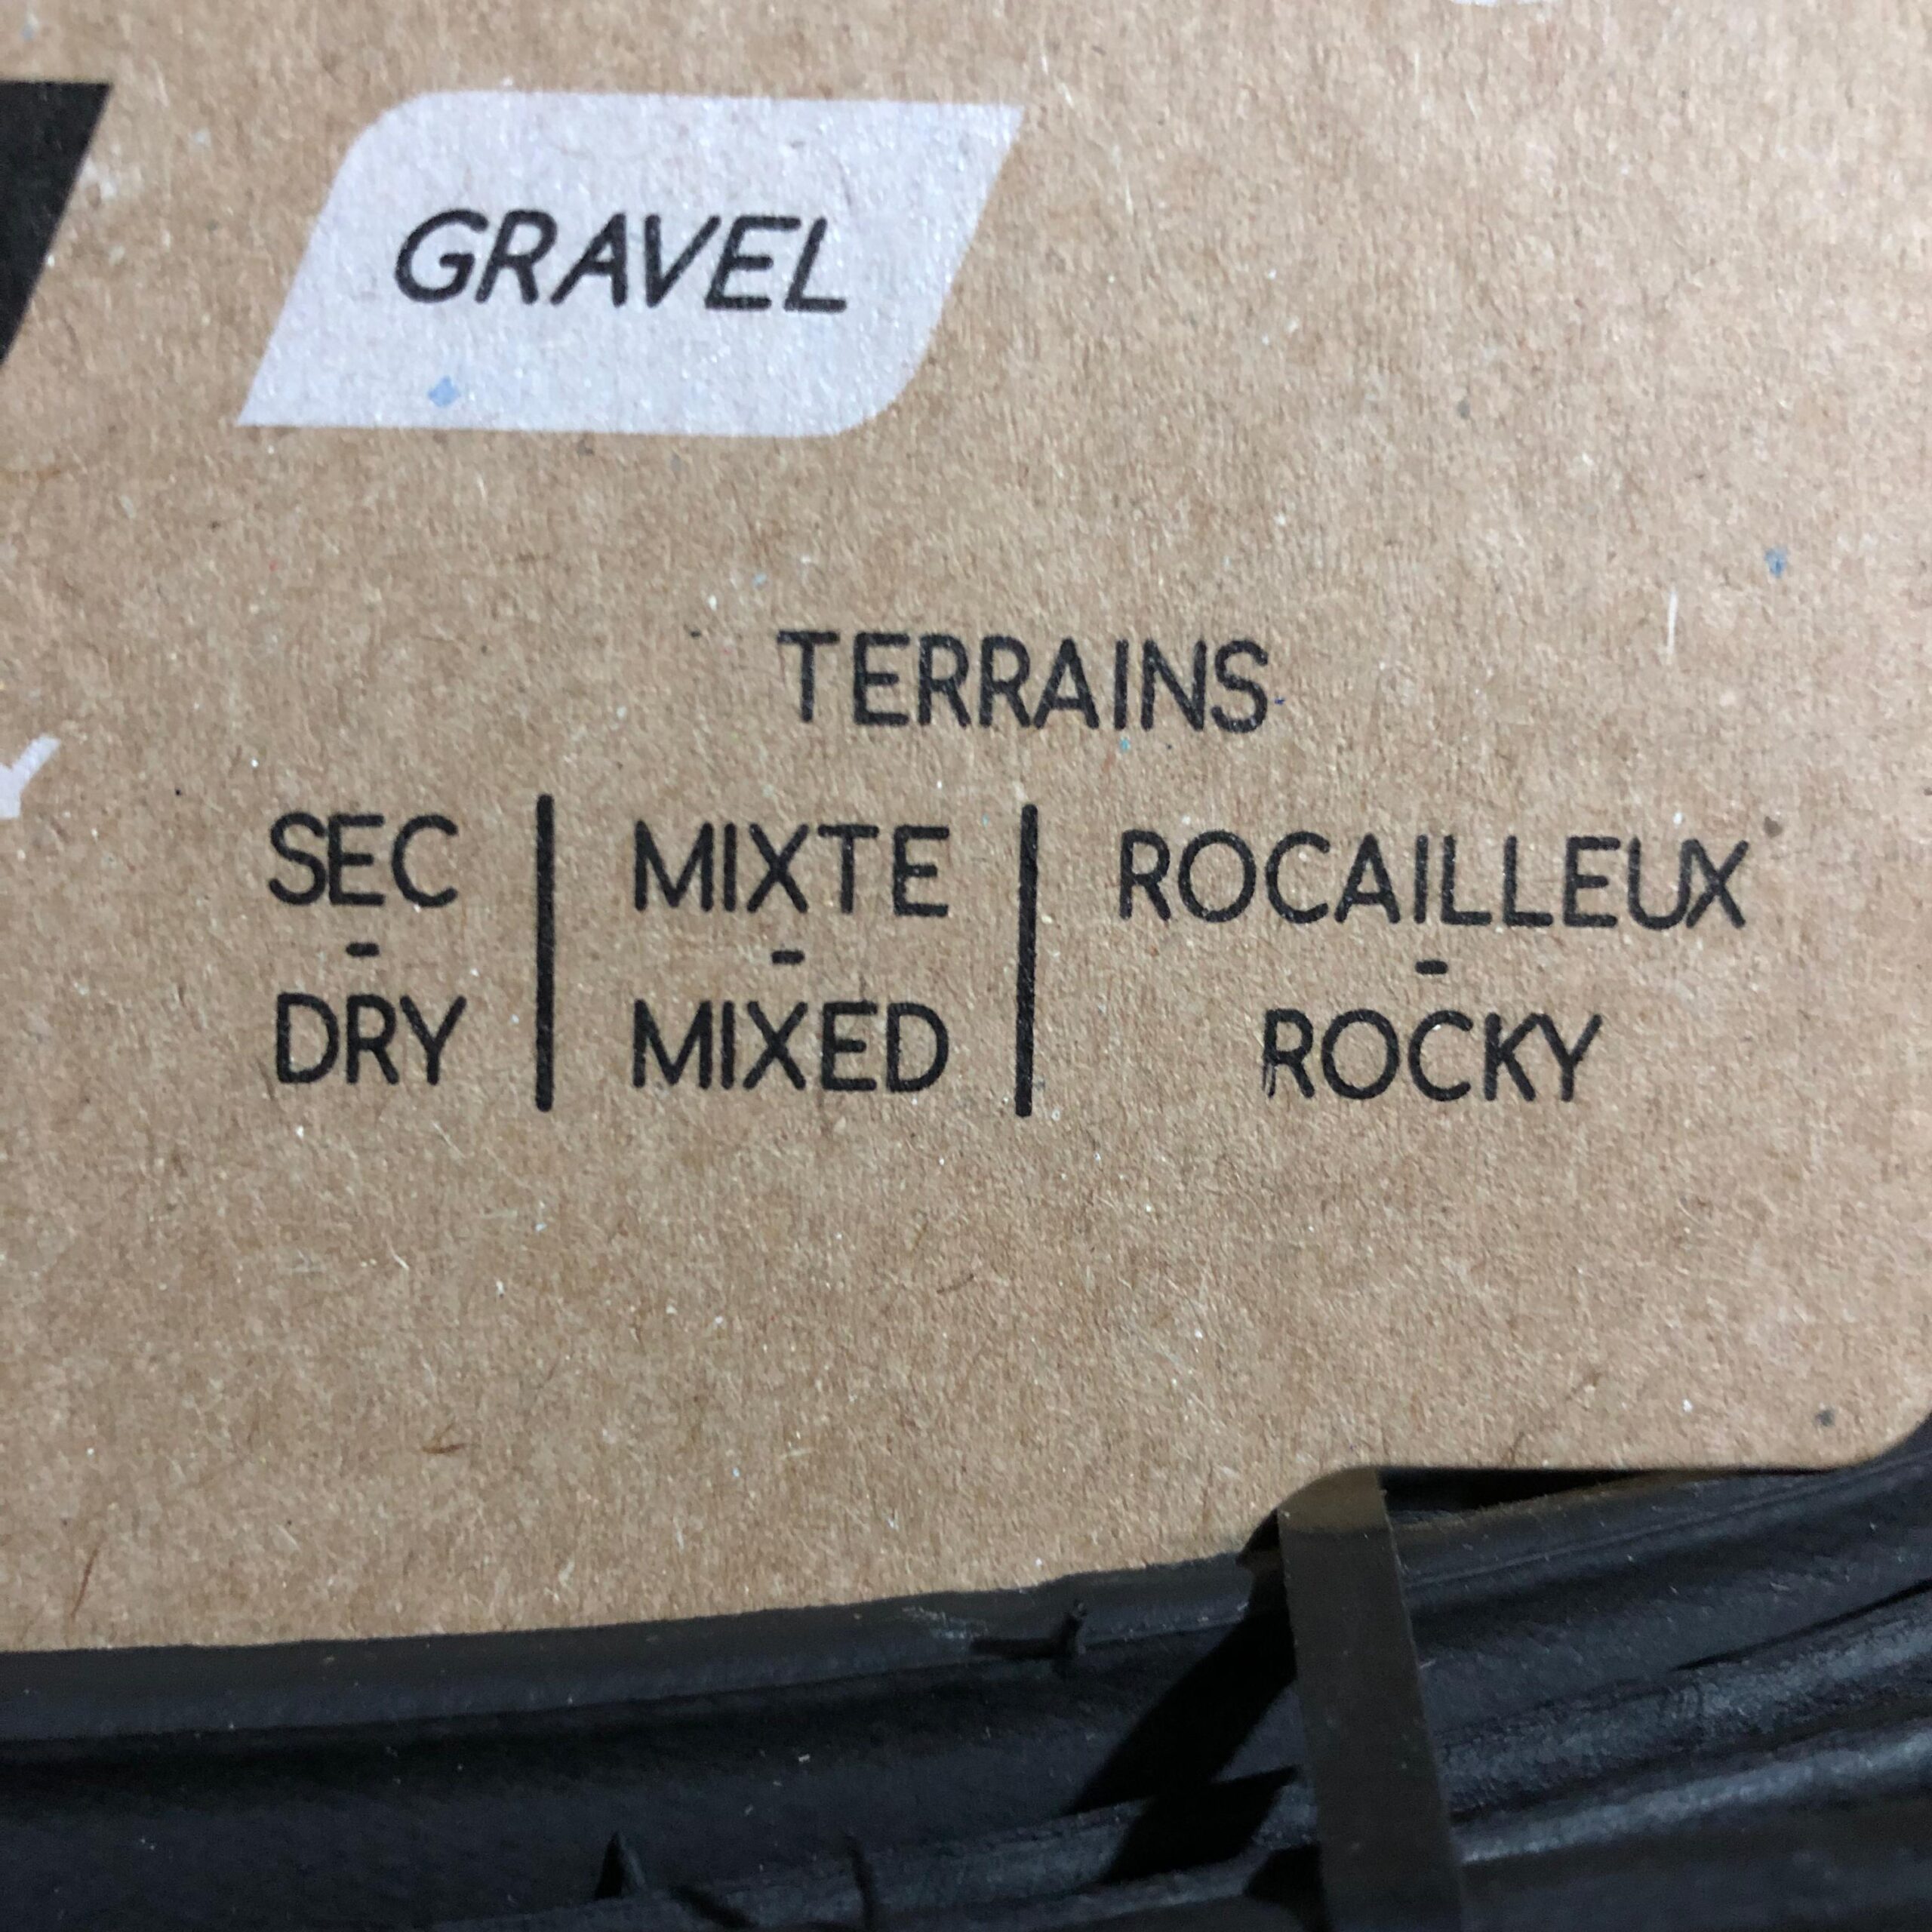 GRAVEL
TERRAINS
SEC | MIXTE | ROCAILLEUX
- | - | -
DRY | MIXED | ROCKY